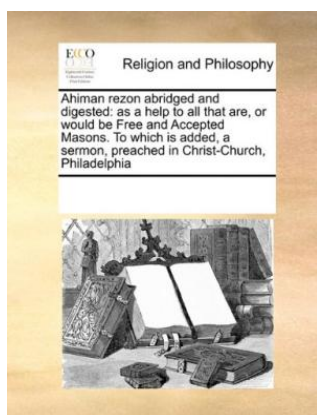 ECCO
Religion and Philosophy
Ahiman rezon abridged and
digested: as a help to all that are, or
would be Free and Accepted
Masons. To which is added, a
sermon, preached in Christ-Church,
Philadelphia